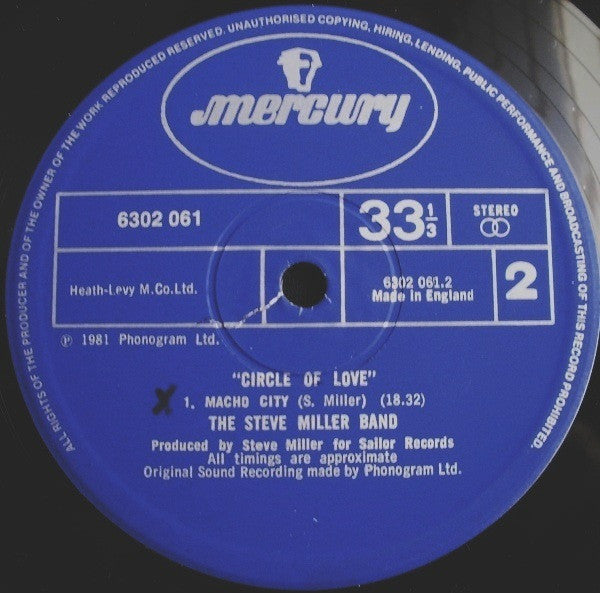 ALL RIGHTS OF THE PRODUCER AND OF THE OWNER OF THE WORK REPRODUCED RESERVED. UNAUTHORISED COPYING, HIRING, LENDING, PUBLIC PERFORMANCE AND BROADCASTING OF THIS RECORD PROHIBITED.
mercury
6302 061
33 1/3
STEREO
Heath-Levy M.Co.Ltd.
6302 061.2
Made in England
2
℗ 1981 Phonogram Ltd.
"CIRCLE OF LOVE"
X 1. MACHO CITY (S. Miller) (18.32)
THE STEVE MILLER BAND
Produced by Steve Miller for Sailor Records
All timings are approximate
Original Sound Recording made by Phonogram Ltd.